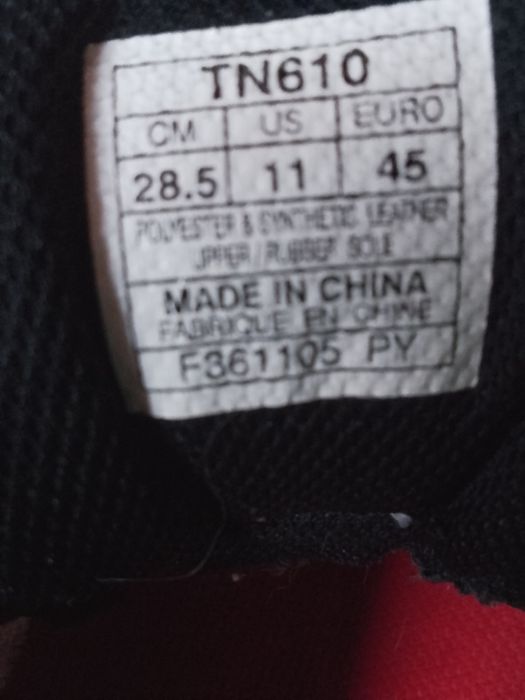 TN610
CM US EURO
28.5 11 45
POLYESTER & SYNTHETIC LEATHER
UPPER / RUBBER SOLE
MADE IN CHINA
FABRIQUE EN CHINE
F361105 PY